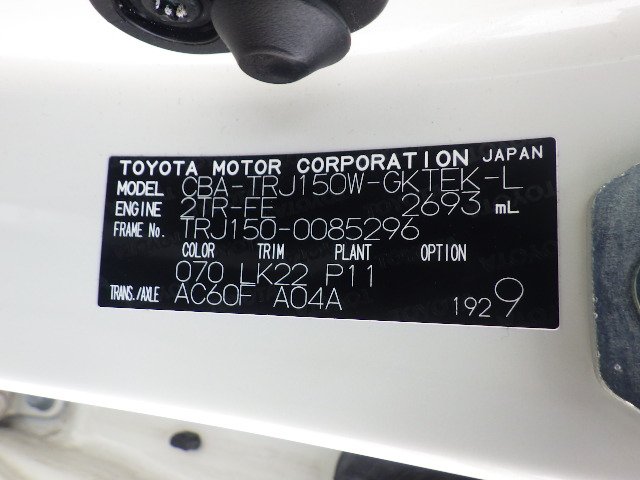 TOYOTA MOTOR CORPORATION JAPAN
MODEL CBA-TRJ150W-GKTEK-L
ENGINE 2TR-FE 2693 mL
FRAME No. TRJ150-0085296
COLOR TRIM PLANT OPTION
070 LK22 P11
TRANS./AXLE AC60F A04A
1929